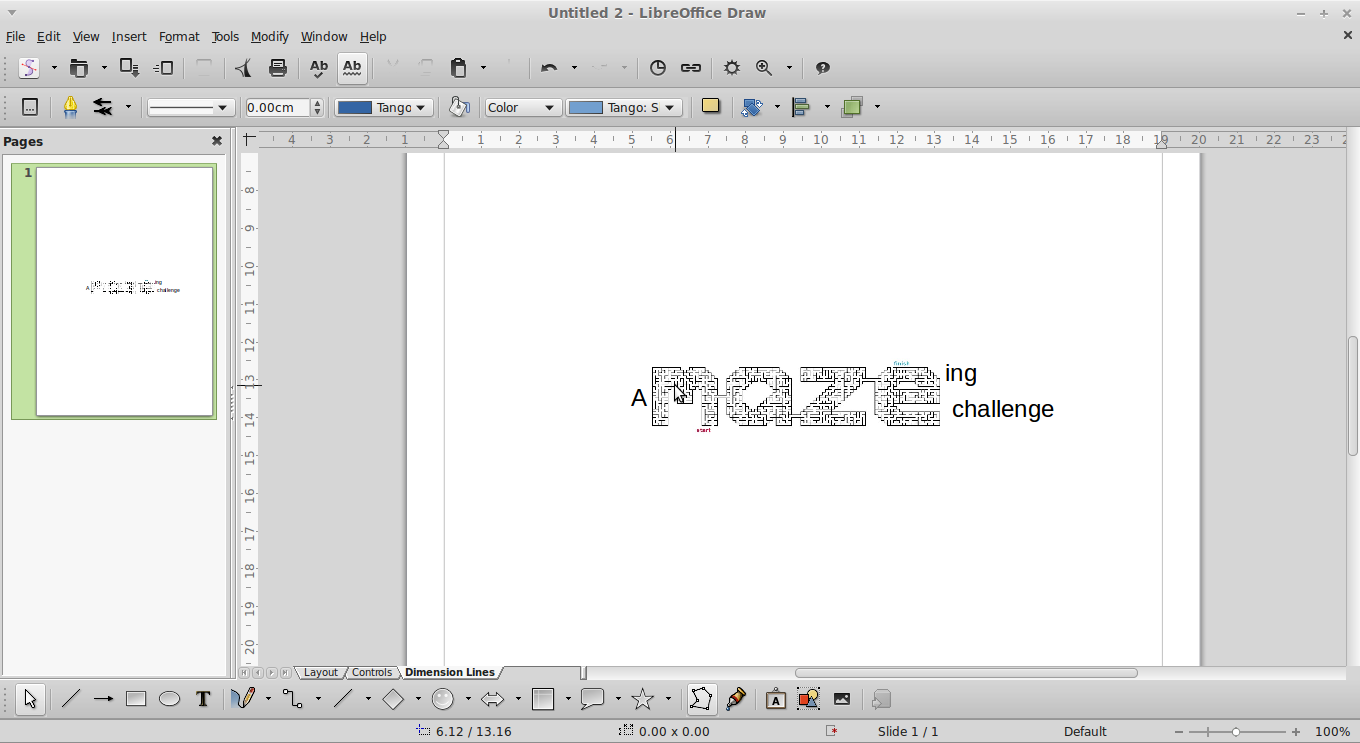 Untitled 2 - LibreOffice Draw
File Edit View Insert Format Tools Modify Window Help
Ab Ab
0.00cm Tango Color Tango: S
Pages
4 3 2 1 1 2 3 4 5 6 7 8 9 10 11 12 13 14 15 16 17 18 19 20 21 22 23
1
8
9
10
11
12
13
14
15
16
17
18
19
20
A maze ing
challenge
finish
start
A ing
challenge
Layout Controls Dimension Lines
T
A
6.12 / 13.16 0.00 x 0.00 * Slide 1 / 1 Default 100%